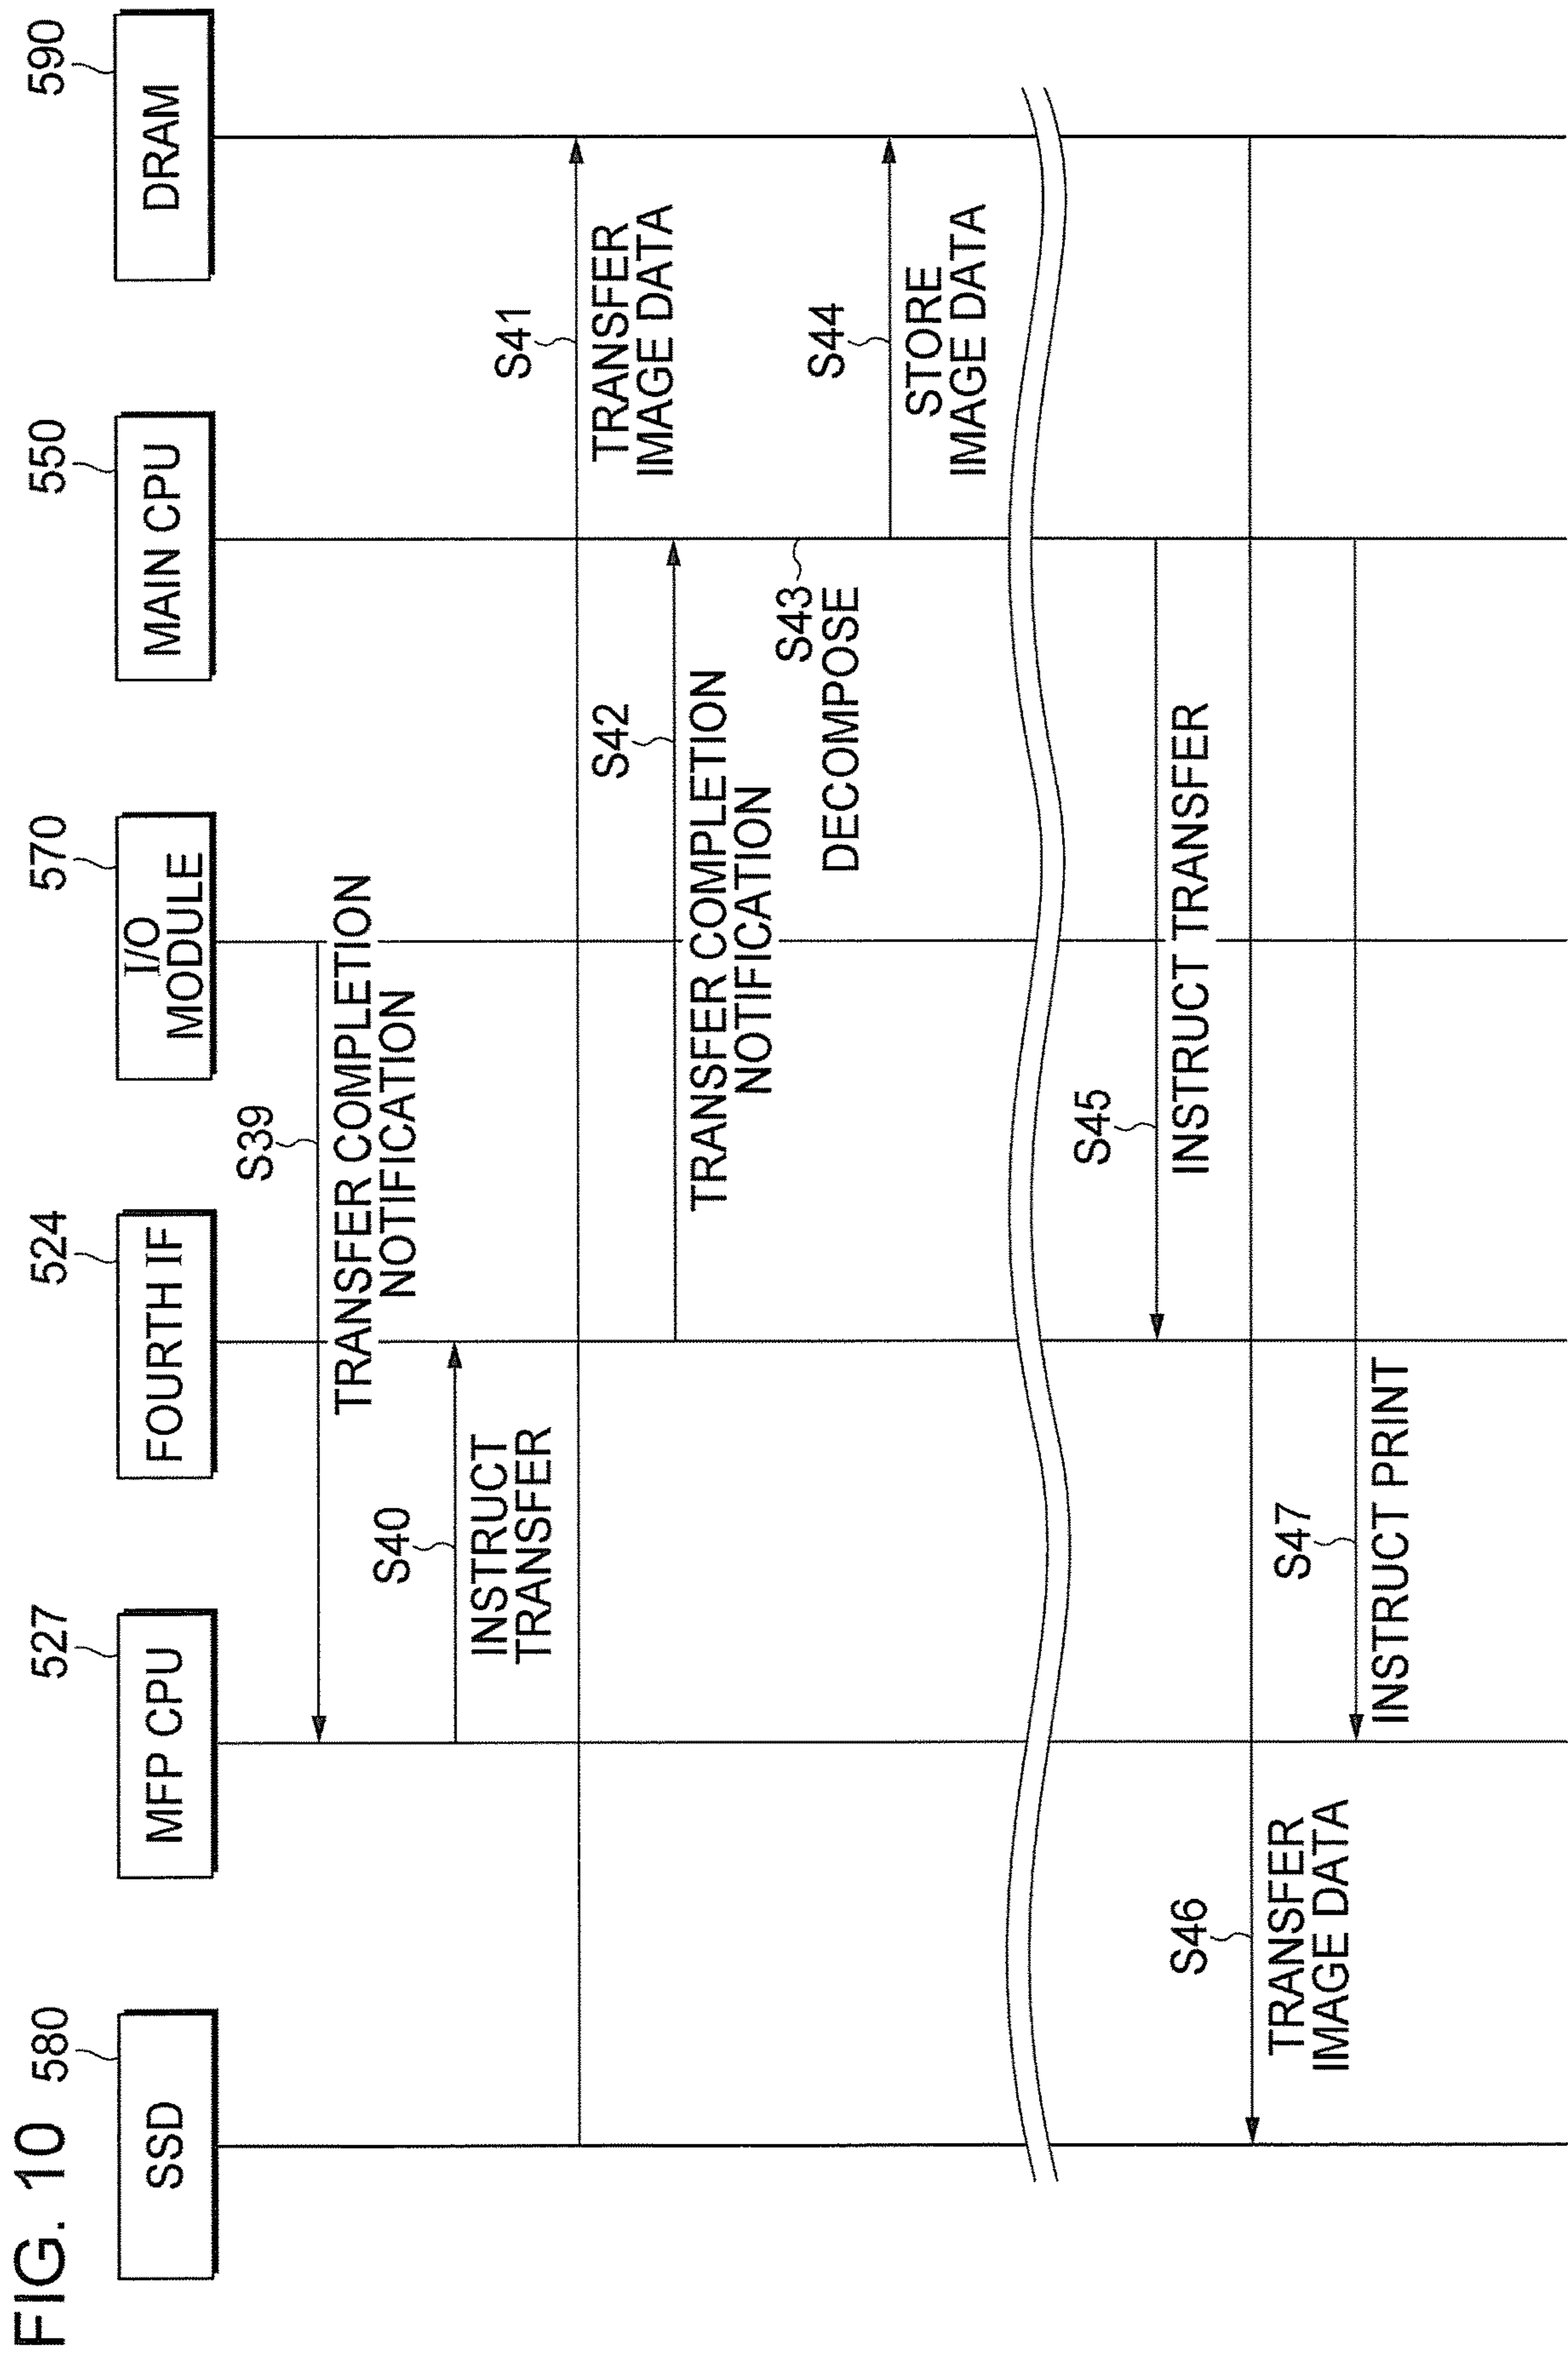 FIG. 10
580
527
524
570
550
590
SSD
MFP CPU
FOURTH IF
I/O
MODULE
MAIN CPU
DRAM
S39
TRANSFER COMPLETION
NOTIFICATION
S40
INSTRUCT
TRANSFER
S41
TRANSFER
IMAGE DATA
S42
TRANSFER COMPLETION
NOTIFICATION
S43
DECOMPOSE
S44
STORE
IMAGE DATA
S45
INSTRUCT TRANSFER
S46
TRANSFER
IMAGE DATA
S47
INSTRUCT PRINT